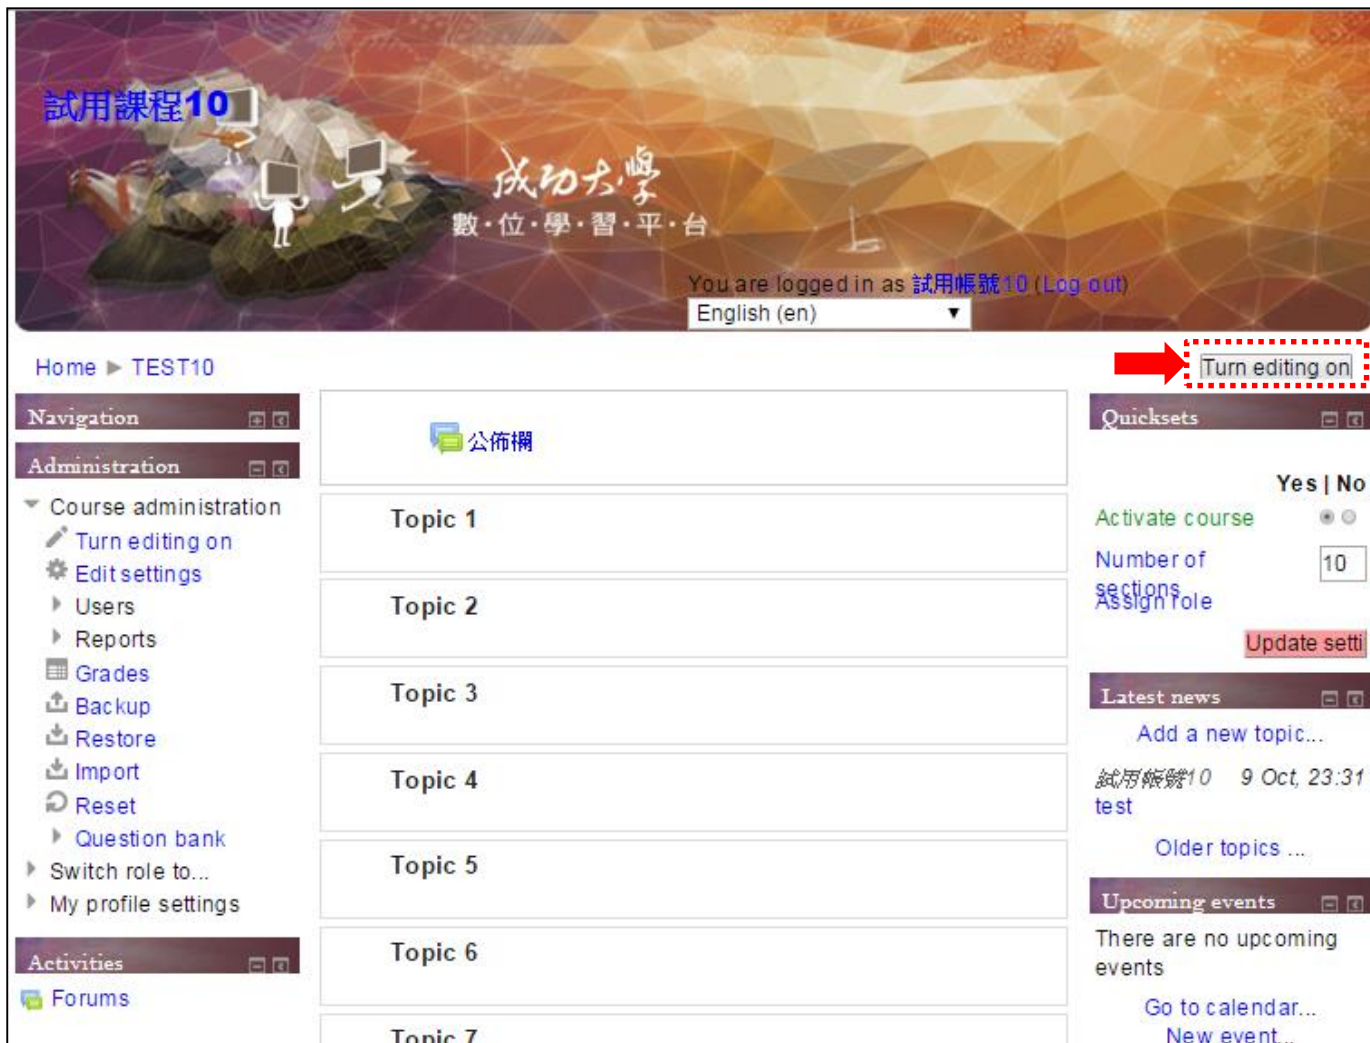 試用課程10
成功大學
數·位·學·習·平·台
You are logged in as 試用帳號10 (Log out)
English (en)
Home ▶ TEST10
Turn editing on
Navigation
Administration
Course administration
Turn editing on
Edit settings
Users
Reports
Grades
Backup
Restore
Import
Reset
Question bank
Switch role to...
My profile settings
Activities
Forums
公佈欄
Topic 1
Topic 2
Topic 3
Topic 4
Topic 5
Topic 6
Topic 7
Quicksets
Yes | No
Activate course
Number of
sections
10
Assign role
Update setti
Latest news
Add a new topic...
試用帳號10 9 Oct, 23:31
test
Older topics ...
Upcoming events
There are no upcoming
events
Go to calendar...
New event...